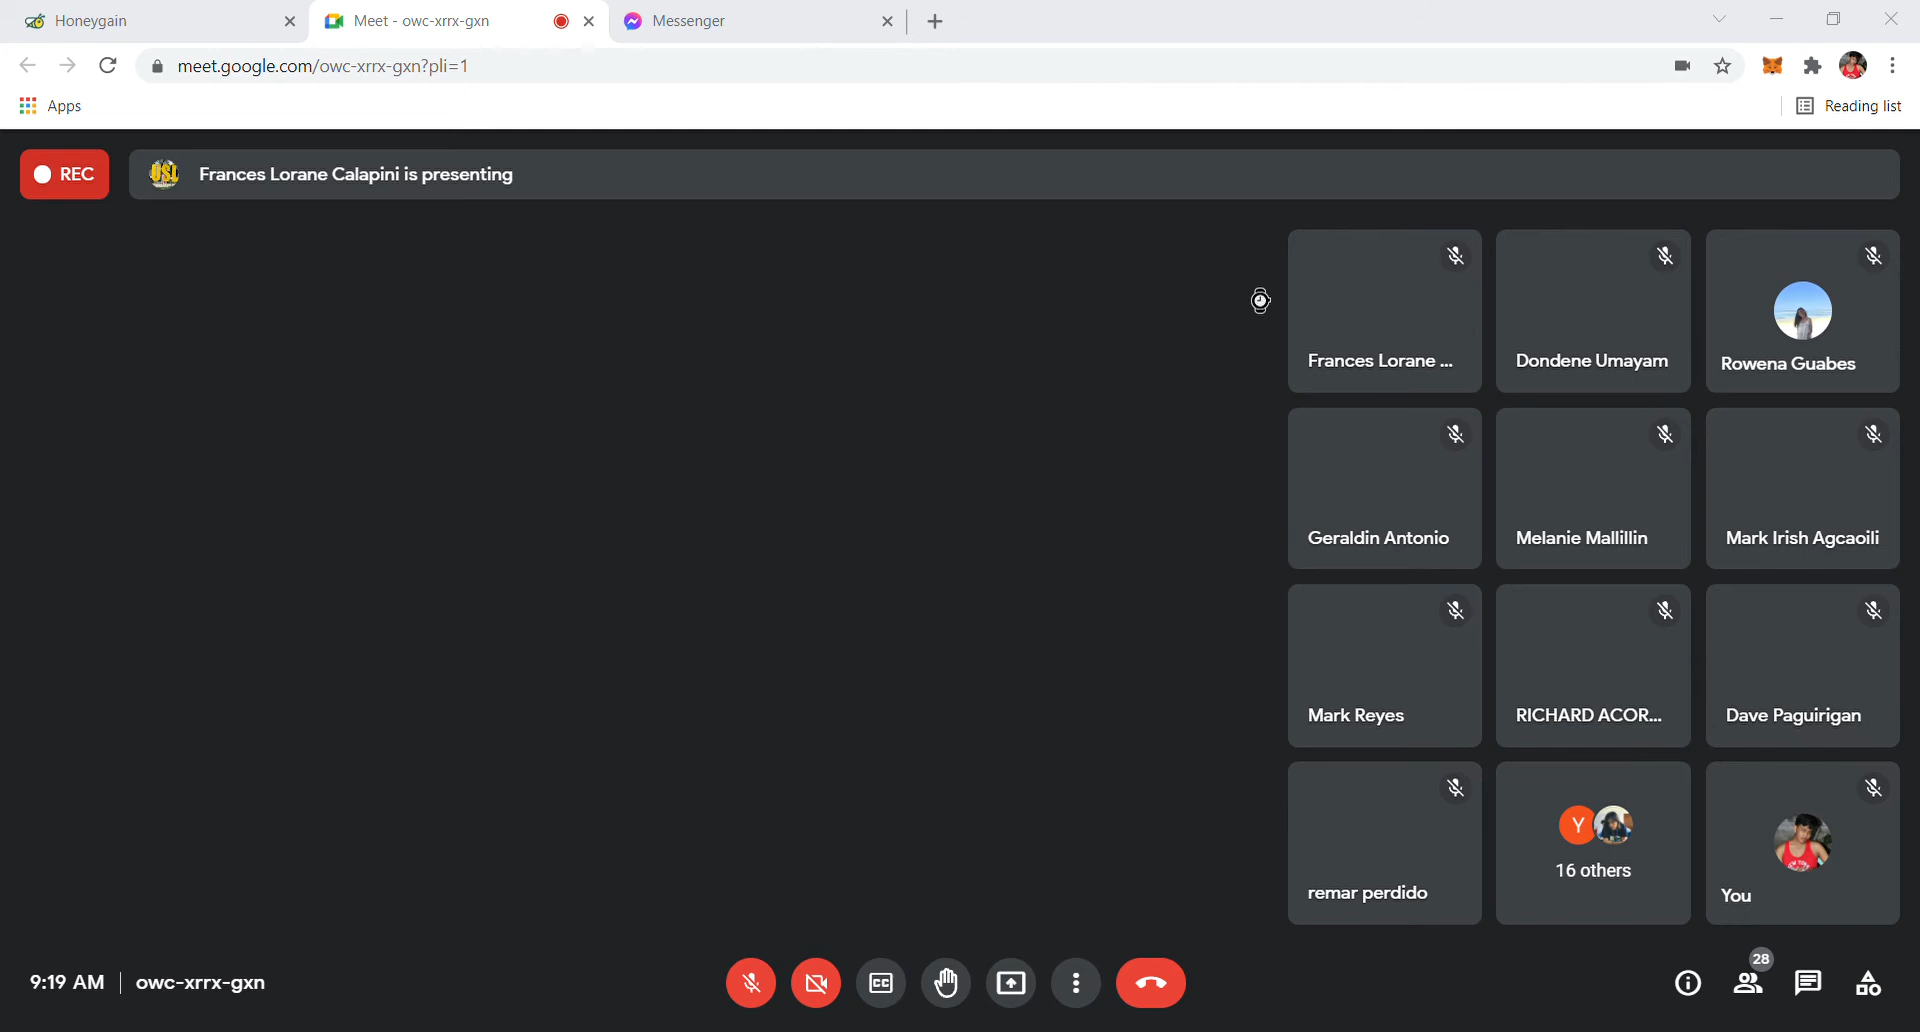 Honeygain
Meet - owc-xrrx-gxn
Messenger
meet.google.com/owc-xrrx-gxn?pli=1
Apps
Reading list
REC
USL
Frances Lorane Calapini is presenting
Frances Lorane ...
Dondene Umayam
Rowena Guabes
Geraldin Antonio
Melanie Mallillin
Mark Irish Agcaoili
Mark Reyes
RICHARD ACOR...
Dave Paguirigan
remar perdido
Y
16 others
You
9:19 AM
owc-xrrx-gxn
CC
28